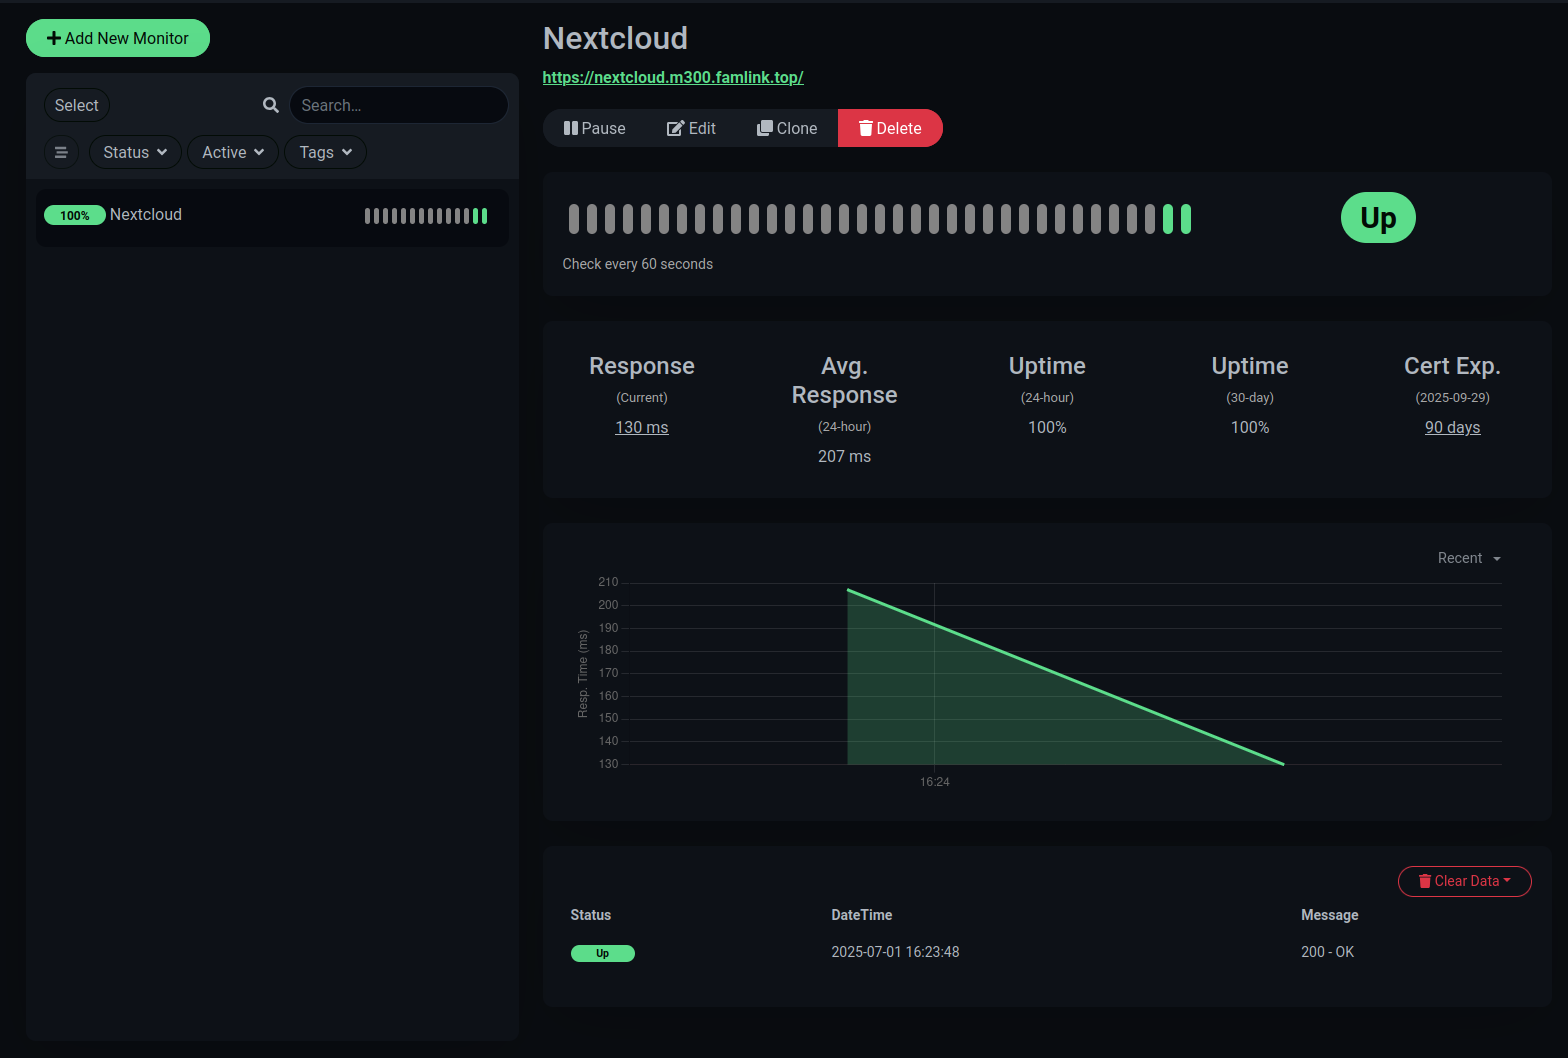 Add New Monitor
Select
Search...
Status
Active
Tags
100% Nextcloud
Nextcloud
https://nextcloud.m300.famlink.top/
Pause Edit Clone Delete
Up
Check every 60 seconds
Response
(Current)
130 ms
Avg.
Response
(24-hour)
207 ms
Uptime
(24-hour)
100%
Uptime
(30-day)
100%
Cert Exp.
(2025-09-29)
90 days
Recent
Resp. Time (ms)
210
200
190
180
170
160
150
140
130
16:24
Clear Data
Status DateTime Message
Up 2025-07-01 16:23:48 200 - OK